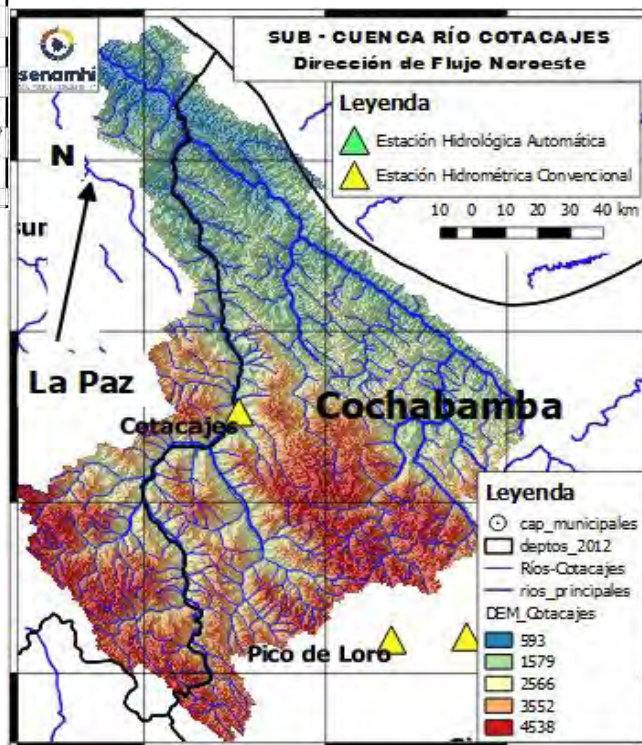 senamhi
SUB - CUENCA RÍO COTACAJES
Dirección de Flujo Noroeste
Leyenda
Estación Hidrológica Automática
Estación Hidrométrica Convencional
10 0 10 20 30 40 km
N
sur
La Paz
Cotacajes
Cochabamba
Pico de Loro
Leyenda
cap_municipales
deptos_2012
Ríos-Cotacajes
rios_principales
DEM_Cotacajes
593
1579
2566
3552
4538